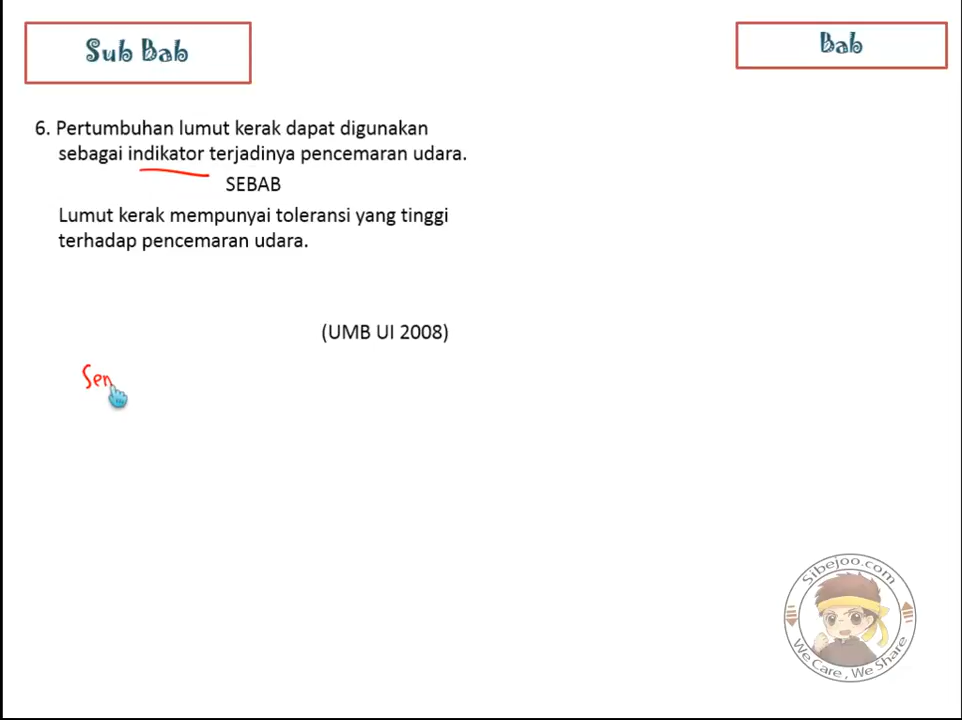 Sub Bab
Bab
6. Pertumbuhan lumut kerak dapat digunakan
sebagai indikator terjadinya pencemaran udara.
SEBAB
Lumut kerak mempunyai toleransi yang tinggi
terhadap pencemaran udara.
(UMB UI 2008)
Sen
Sibejoo.com
We Care, We Share